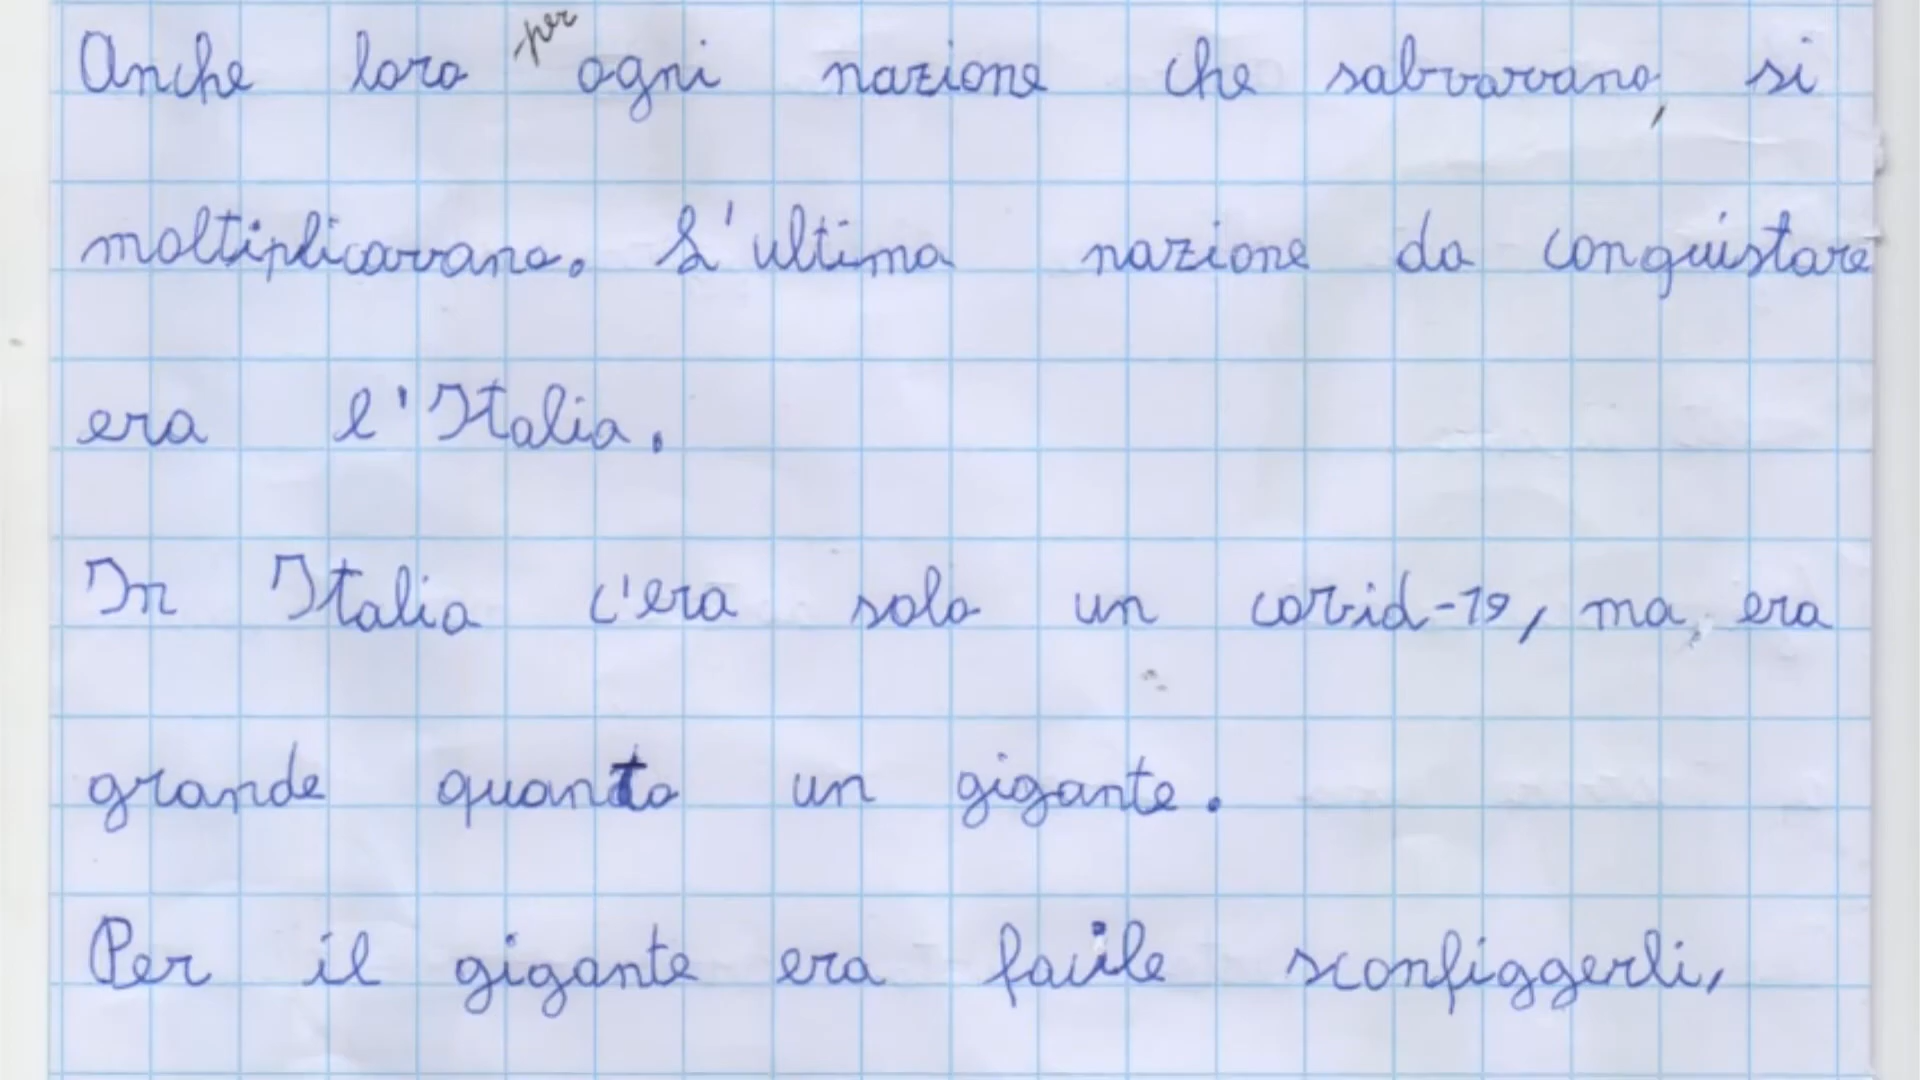 Anche loro per ogni nazione che salvavano, si
moltiplicavano. L'ultima nazione da conquistare
era l'Italia.
In Italia c'era solo un covid-19, ma era
grande quanto un gigante.
Per il gigante era facile sconfiggerli,